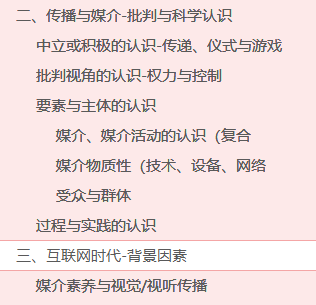 二、传播与媒介-批判与科学认识
中立或积极的认识-传递、仪式与游戏
批判视角的认识-权力与控制
要素与主体的认识
媒介、媒介活动的认识（复合
媒介物质性（技术、设备、网络
受众与群体
过程与实践的认识
三、互联网时代-背景因素
媒介素养与视觉/视听传播